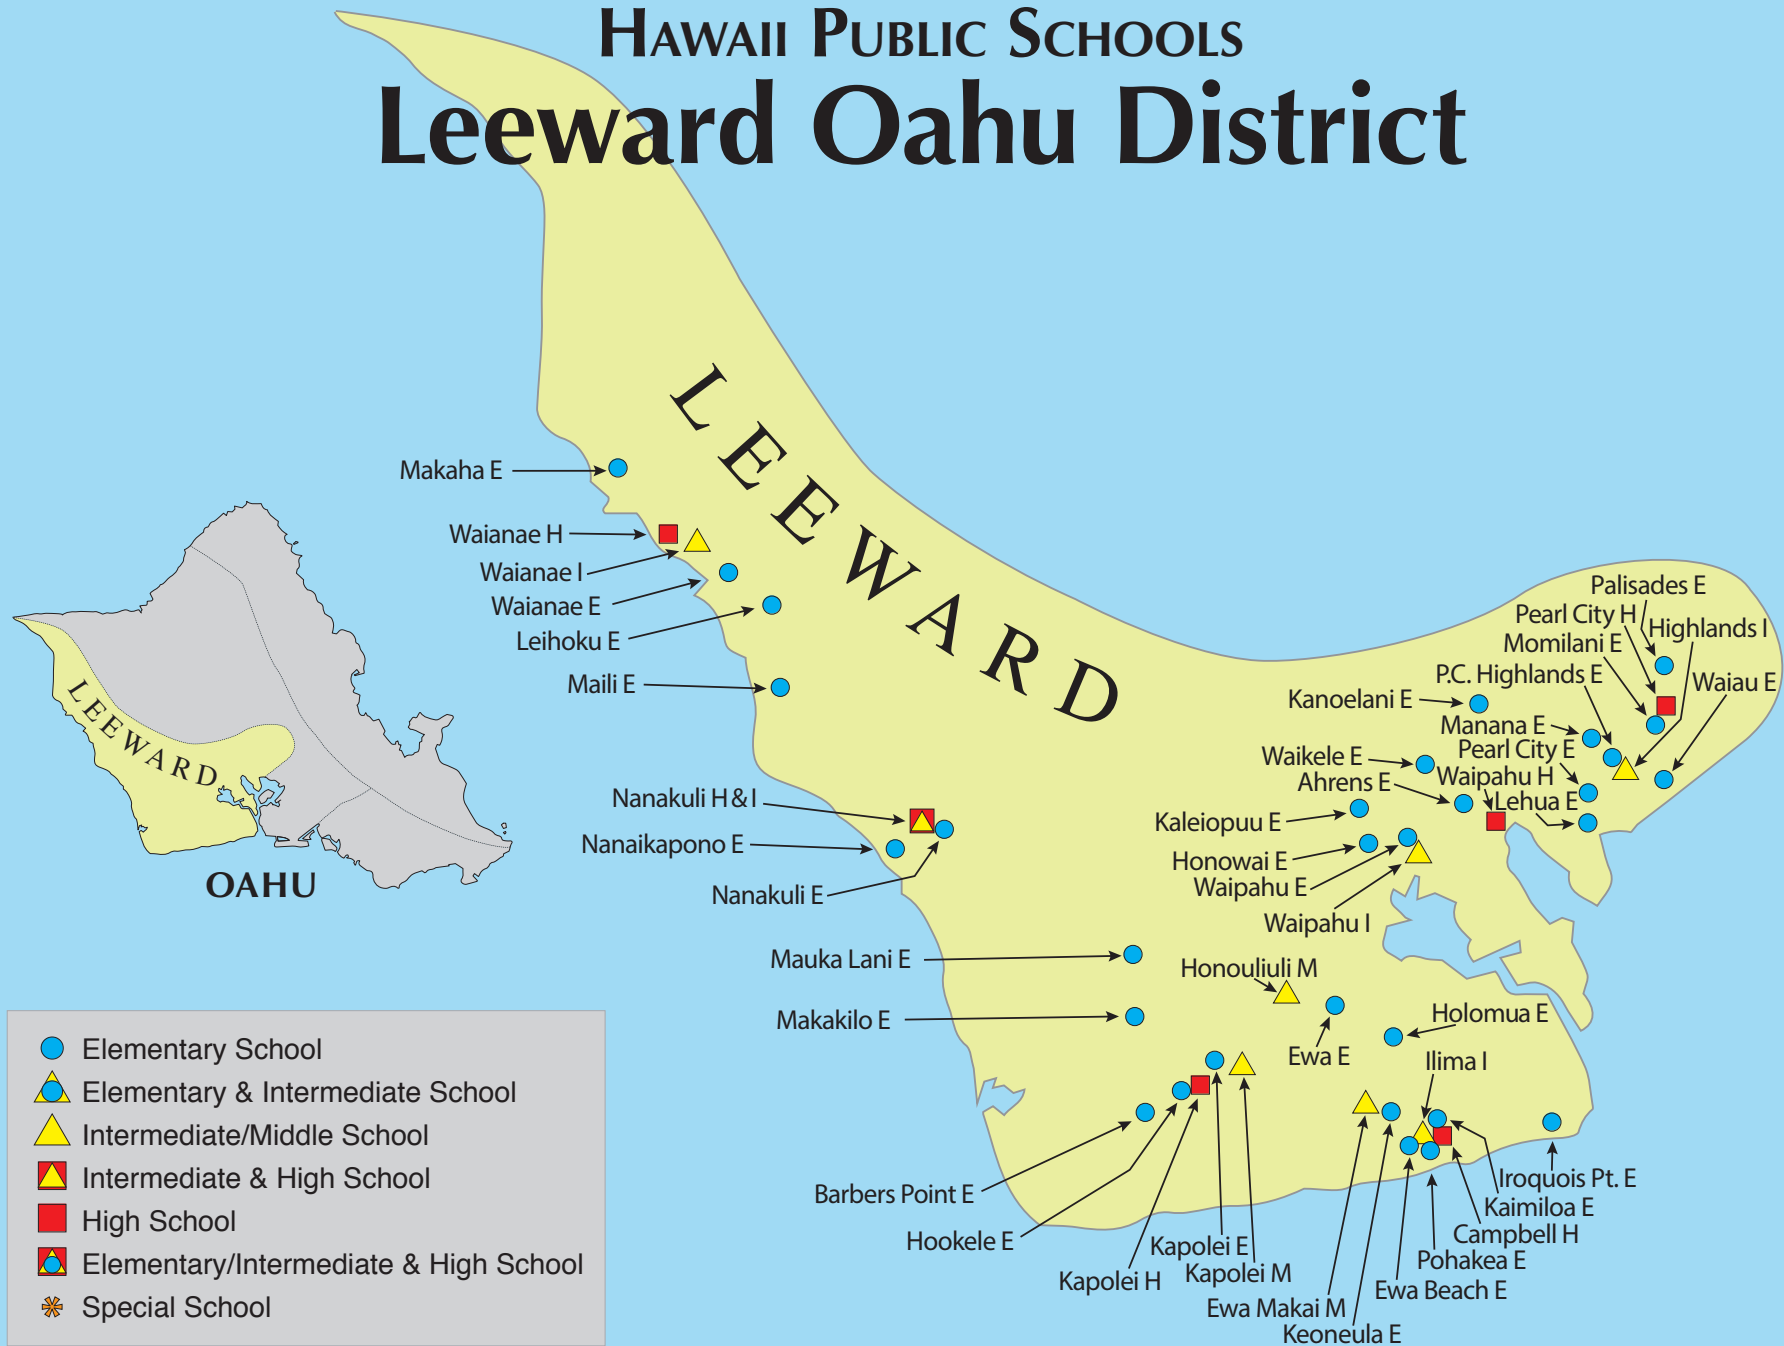 HAWAII PUBLIC SCHOOLS
Leeward Oahu District
LEEWARD
Makaha E
Waianae H
Waianae I
Waianae E
Leihoku E
Maili E
Nanakuli H & I
Nanaikapono E
Nanakuli E
Mauka Lani E
Makakilo E
Barbers Point E
Hookele E
Kapolei H
Kapolei E
Kapolei M
Ewa Makai M
Keoneula E
Ewa Beach E
Pohakea E
Campbell H
Kaimiloa E
Iroquois Pt. E
Ilima I
Holomua E
Ewa E
Honouliuli M
Waipahu I
Waipahu E
Honowai E
Kaleiopuu E
Ahrens E
Waikele E
Kanoelani E
Lehua E
Waipahu H
Pearl City E
Manana E
P.C. Highlands E
Momilani E
Pearl City H
Palisades E
Highlands I
Waiau E
LEEWARD
OAHU
Elementary School
Elementary & Intermediate School
Intermediate/Middle School
Intermediate & High School
High School
Elementary/Intermediate & High School
Special School